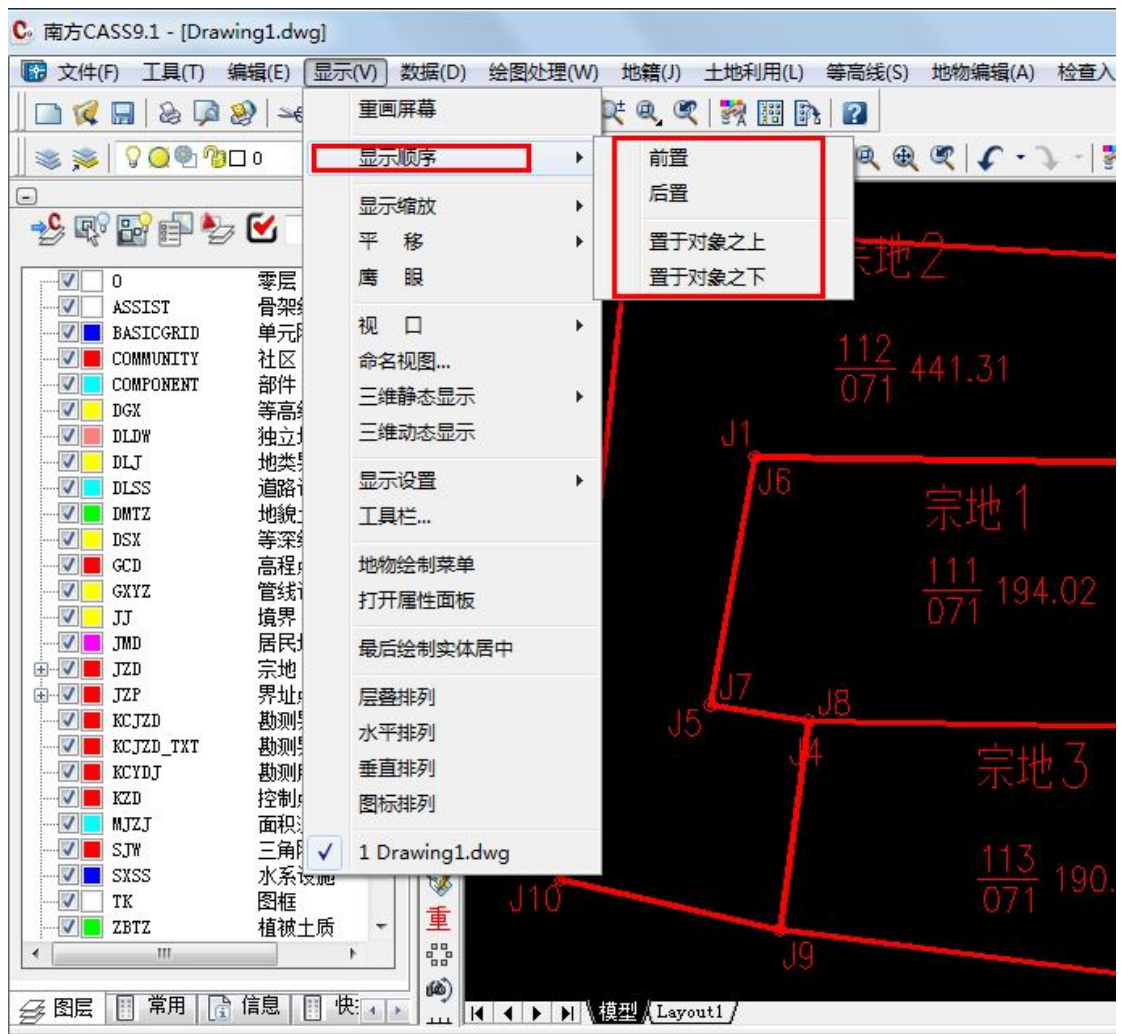 南方CASS9.1 - [Drawing1.dwg]
文件(F) 工具(T) 编辑(E) 显示(V) 数据(D) 绘图处理(W) 地籍(J) 土地利用(L) 等高线(S) 地物编辑(A) 检查入
0
重画屏幕
显示顺序
显示缩放
平 移
鹰 眼
视 口
命名视图...
三维静态显示
三维动态显示
显示设置
工具栏...
地物绘制菜单
打开属性面板
最后绘制实体居中
层叠排列
水平排列
垂直排列
图标排列
1 Drawing1.dwg
前置
后置
置于对象之上
置于对象之下
0 零层
ASSIST 骨架
BASICGRID 单元
COMMUNITY 社区
COMPONENT 部件
DGX 等高
DLDW 独立
DLJ 地类
DLSS 道路
DMTZ 地貌
DSX 等深
GCD 高程
GXYZ 管线
JJ 境界
JMD 居民
JZD 宗地
JZP 界址
KCJZD 勘测
KCJZD_TXT 勘测
KCYDJ 勘测
KZD 控制
MJZJ 面积
SJW 三角
SXSS 水系设施
TK 图框
ZBTZ 植被土质
图层 常用 信息 快
重
宗地2
112
071
441.31
J1
J6
宗地1
111
071
194.02
J7
J5
J8
J4
宗地3
113
071
190.
J10
J9
模型 Layout1